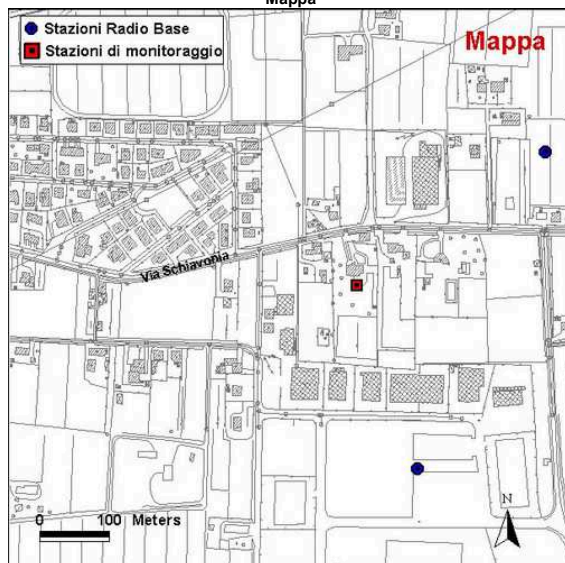 Mappa
Stazioni Radio Base
Stazioni di monitoraggio
Mappa
Via Schiavonia
N
0 100 Meters